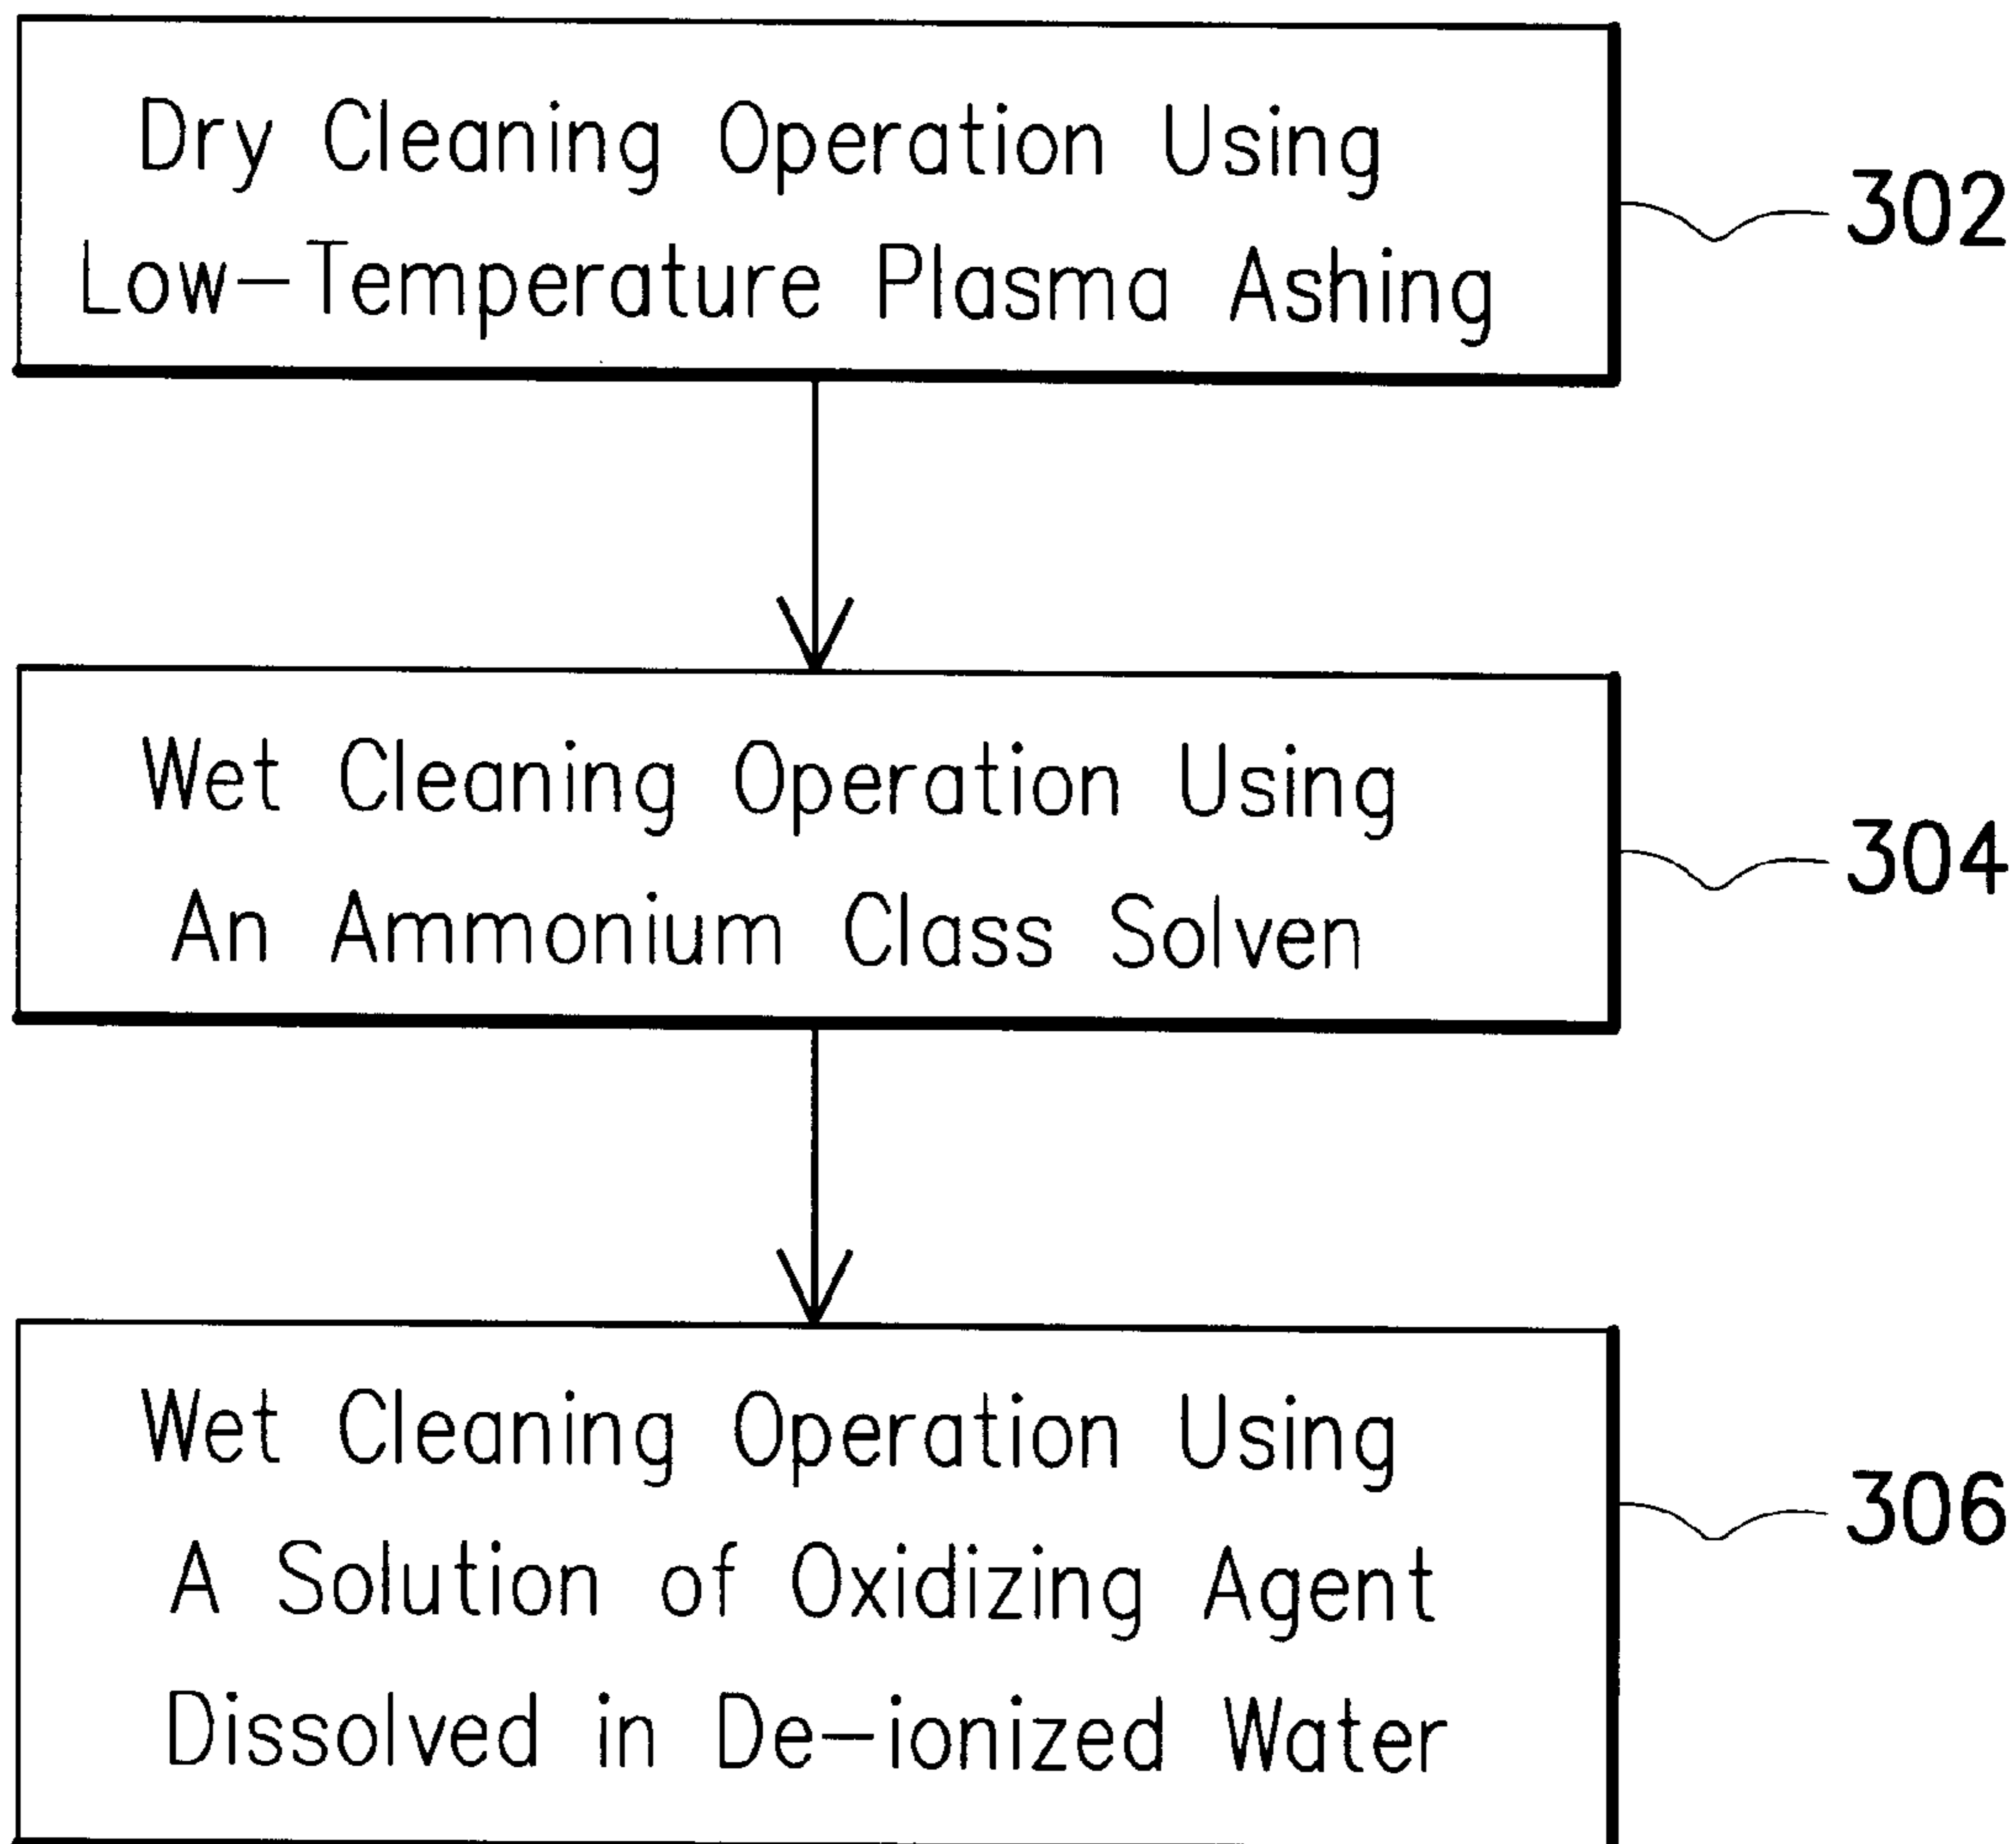 Dry Cleaning Operation Using
Low-Temperature Plasma Ashing
302
Wet Cleaning Operation Using
An Ammonium Class Solven
304
Wet Cleaning Operation Using
A Solution of Oxidizing Agent
Dissolved in De-ionized Water
306